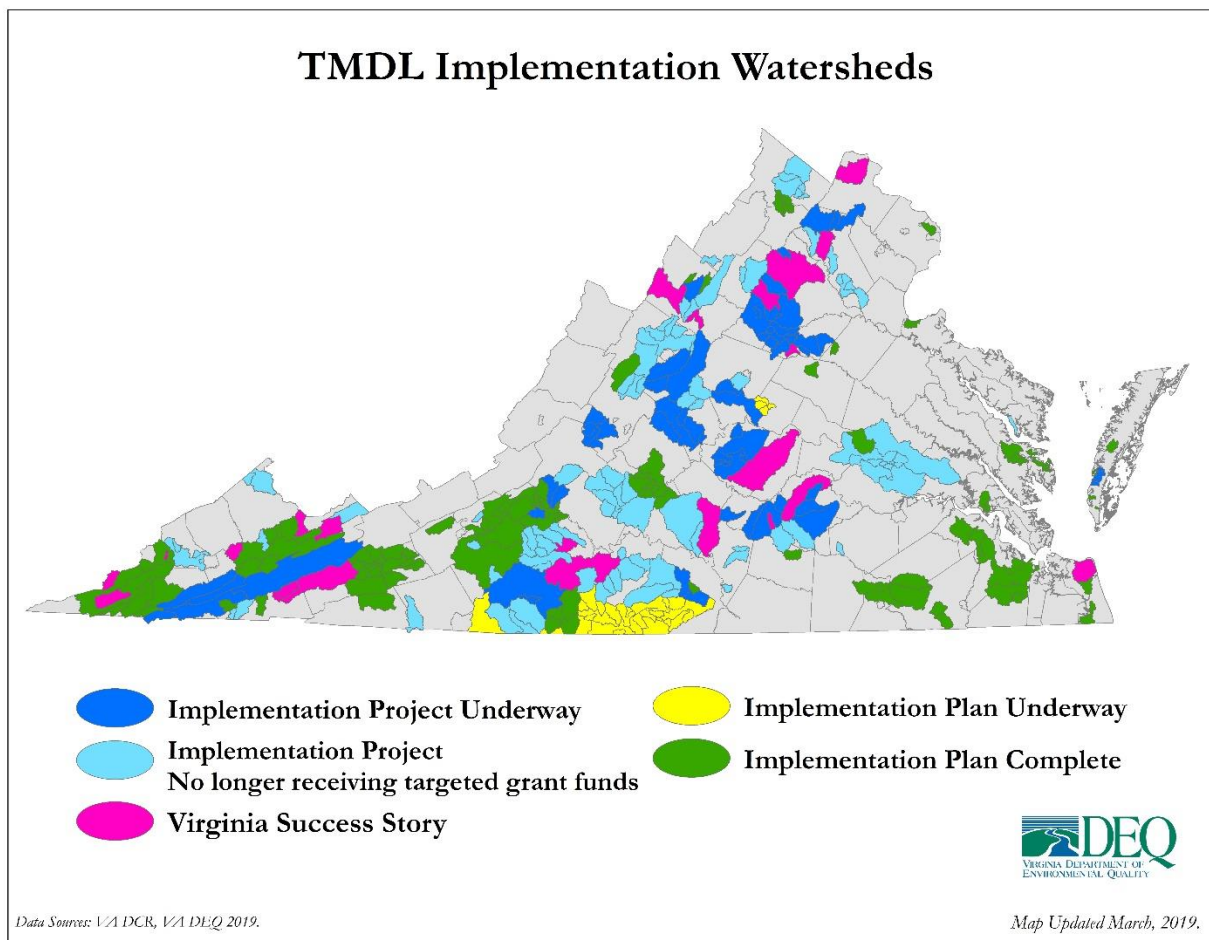 TMDL Implementation Watersheds
Implementation Project Underway
Implementation Project
No longer receiving targeted grant funds
Virginia Success Story
Implementation Plan Underway
Implementation Plan Complete
DEQ
VIRGINIA DEPARTMENT OF
ENVIRONMENTAL QUALITY
Data Sources: VA DCR, VA DEQ 2019.
Map Updated March, 2019.